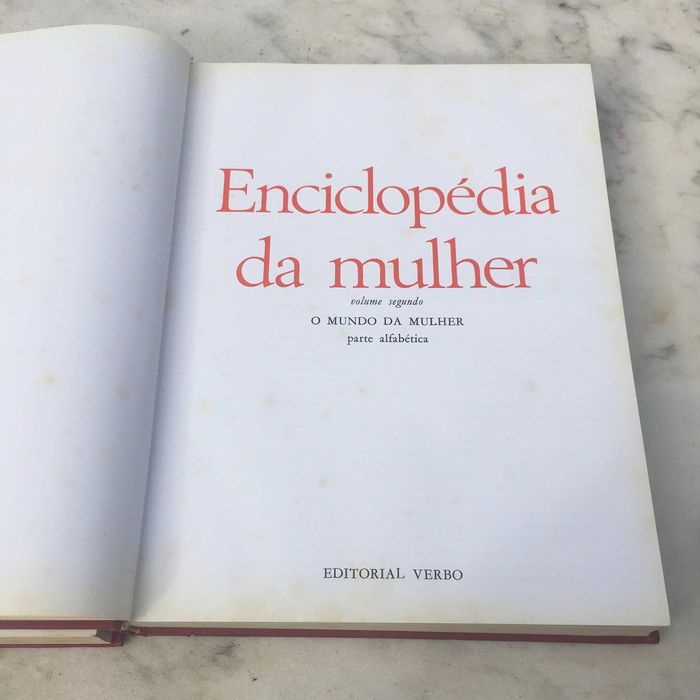 Enciclopédia
da mulher
volume segundo
O MUNDO DA MULHER
parte alfabética
EDITORIAL VERBO